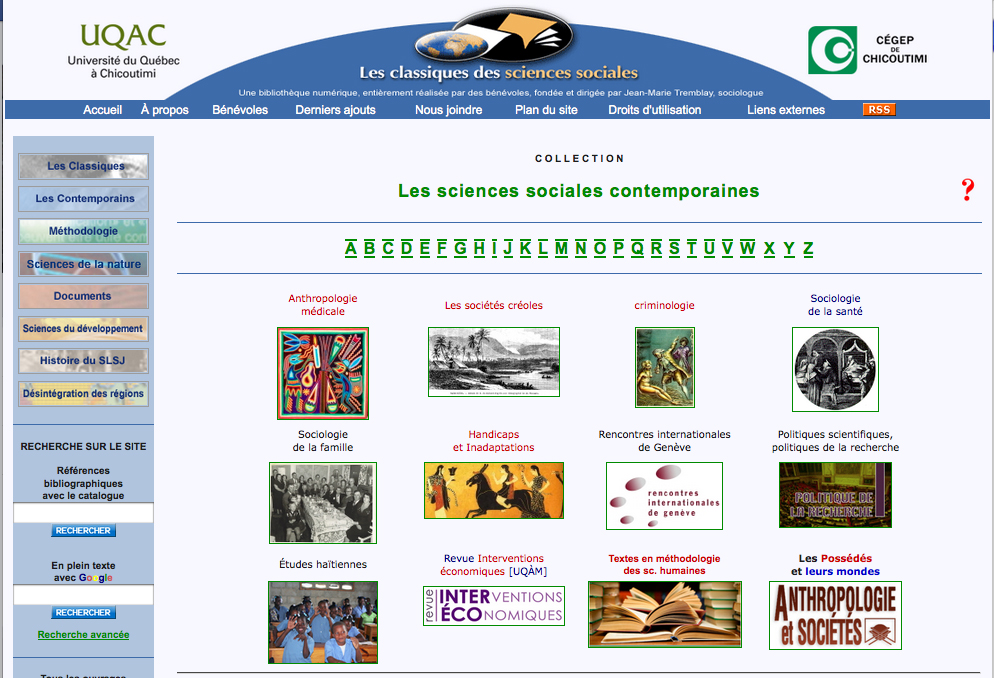 UQAC
Université du Québec
à Chicoutimi
Les classiques des sciences sociales
CÉGEP
DE
CHICOUTIMI
Une bibliothèque numérique, entièrement réalisée par des bénévoles, fondée et dirigée par Jean-Marie Tremblay, sociologue
Accueil À propos Bénévoles Derniers ajouts Nous joindre Plan du site Droits d'utilisation Liens externes RSS
Les Classiques
Les Contemporains
Méthodologie
Sciences de la nature
Documents
Sciences du développement
Histoire du SLSJ
Désintégration des régions
RECHERCHE SUR LE SITE
Références
bibliographiques
avec le catalogue
RECHERCHER
En plein texte
avec Google
RECHERCHER
Recherche avancée
Tous les ouvrages
COLLECTION
Les sciences sociales contemporaines
?
A B C D E F G H I J K L M N O P Q R S T U V W X Y Z
Anthropologie
médicale
Les sociétés créoles
criminologie
Sociologie
de la santé
Sociologie
de la famille
Handicaps
et Inadaptations
Rencontres internationales
de Genève
rencontres
internationales
de genève
Politiques scientifiques,
politiques de la recherche
POLITIQUE DE
LA RECHERCHE
Études haïtiennes
Revue Interventions
économiques [UQÀM]
revue
INTERVENTIONS
ÉCONOMIQUES
Textes en méthodologie
des sc. humaines
Les Possédés
et leurs mondes
ANTHROPOLOGIE
et SOCIÉTÉS